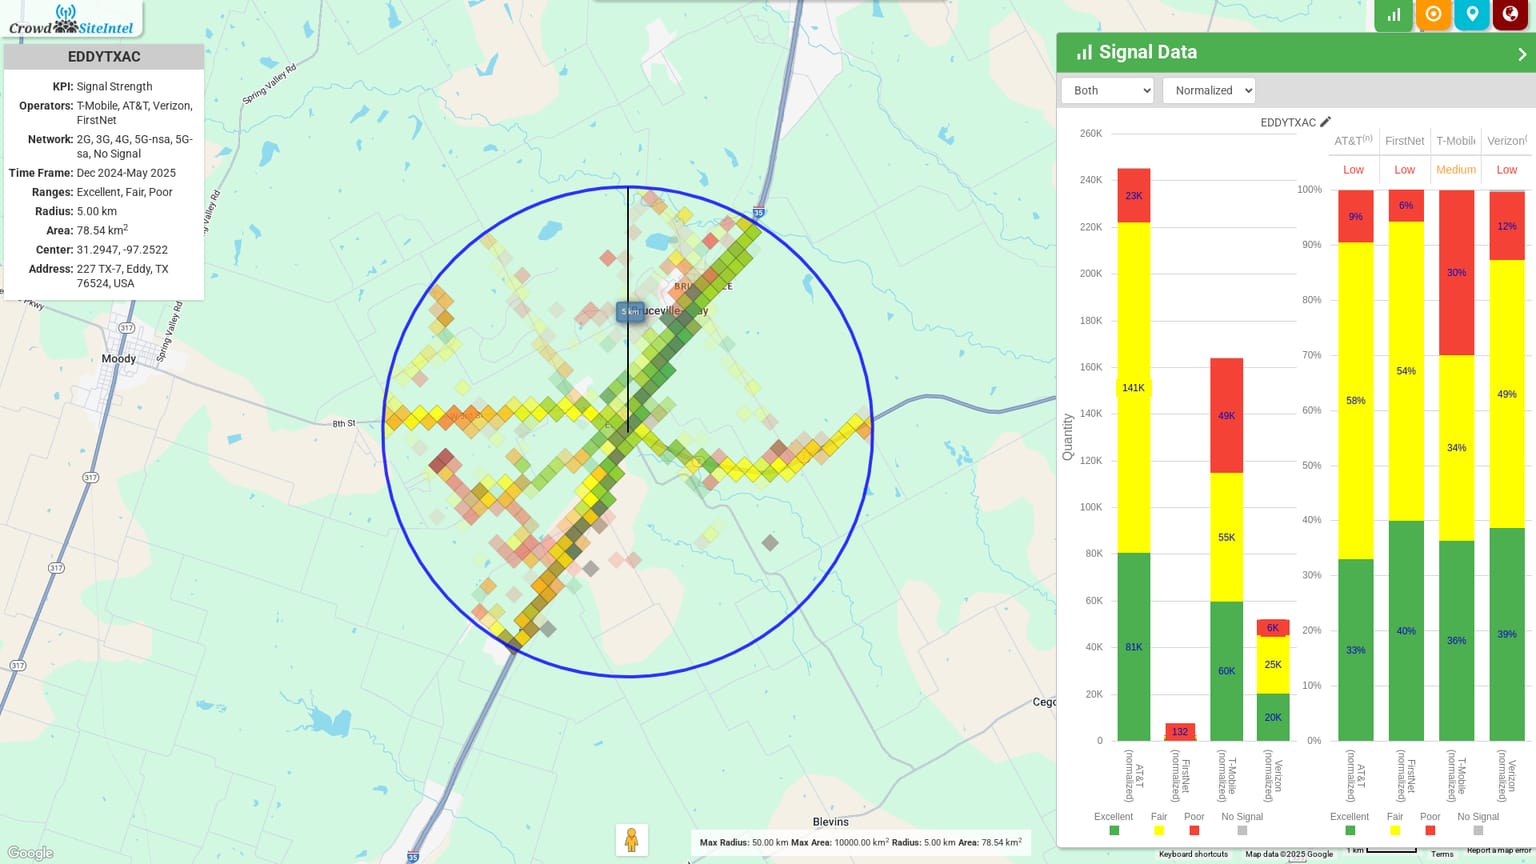 Crowd SiteIntel
EDDYTXAC
KPI: Signal Strength
Operators: T-Mobile, AT&T, Verizon,
FirstNet
Network: 2G, 3G, 4G, 5G-nsa, 5G-
sa, No Signal
Time Frame: Dec 2024-May 2025
Ranges: Excellent, Fair, Poor
Radius: 5.00 km
Area: 78.54 km2
Center: 31.2947, -97.2522
Address: 227 TX-7, Eddy, TX
76524, USA
Spring Valley Rd
Spring Valley Rd
Pkwy
317
Moody
8th St
317
317
317
35
5 km
35
Cego
Blevins
Google
Max Radius: 50.00 km Max Area: 10000.00 km2 Radius: 5.00 km Area: 78.54 km2
Signal Data
Both
Normalized
EDDYTXAC
Quantity
260K
240K
220K
200K
180K
160K
140K
120K
100K
80K
60K
40K
20K
0
23K
141K
81K
132
49K
55K
60K
6K
25K
20K
AT&T (normalized)
FirstNet (normalized)
T-Mobile (normalized)
Verizon (normalized)
Excellent Fair Poor No Signal
AT&T(n) FirstNet T-Mobile Verizon(
Low Low Medium Low
100%
90%
80%
70%
60%
50%
40%
30%
20%
10%
0%
9%
58%
33%
6%
54%
40%
30%
34%
36%
12%
49%
39%
AT&T (normalized)
FirstNet (normalized)
T-Mobile (normalized)
Verizon (normalized)
Excellent Fair Poor No Signal
Keyboard shortcuts Map data ©2025 Google 1 km Terms Report a map error